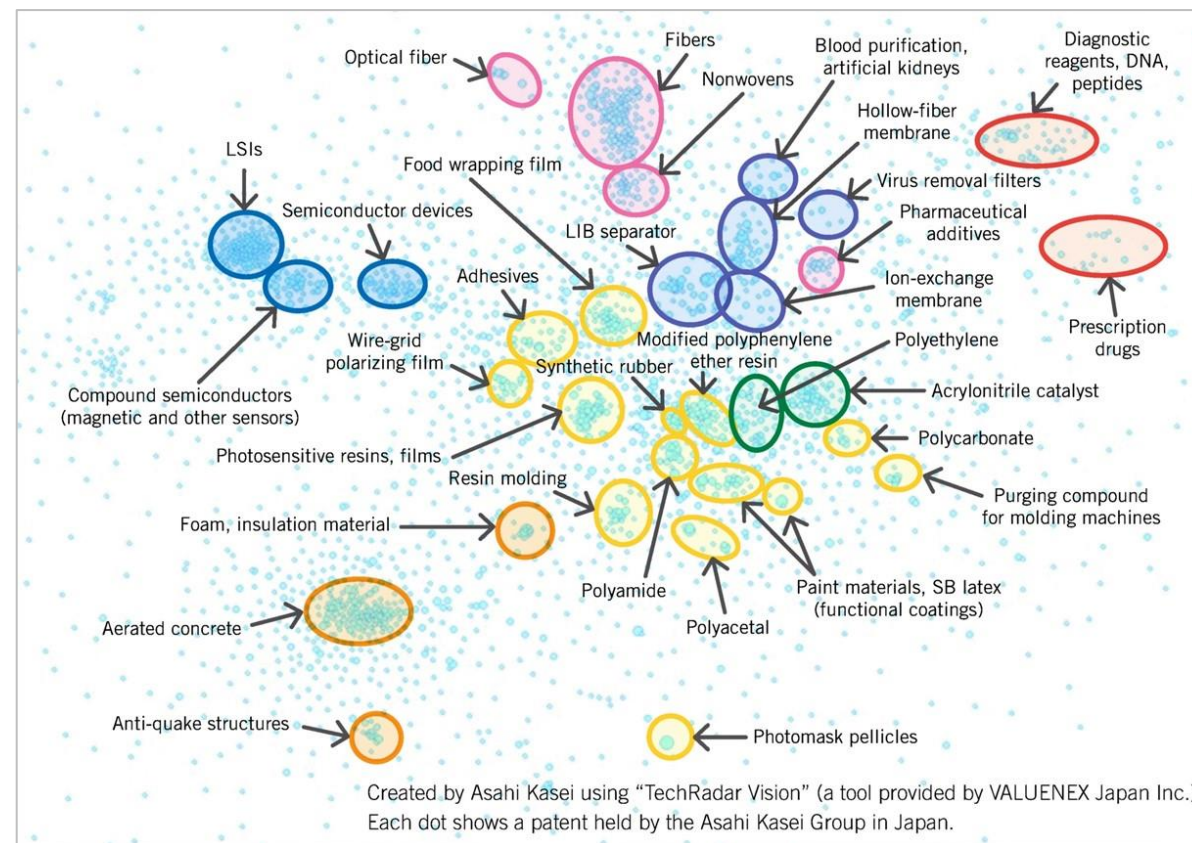 Optical fiber
Fibers
Nonwovens
Blood purification,
artificial kidneys
Diagnostic
reagents, DNA,
peptides
Hollow-fiber
membrane
LSIs
Food wrapping film
Semiconductor devices
Virus removal filters
LIB separator
Pharmaceutical
additives
Adhesives
Ion-exchange
membrane
Wire-grid
polarizing film
Modified polyphenylene
ether resin
Polyethylene
Prescription
drugs
Synthetic rubber
Compound semiconductors
(magnetic and other sensors)
Acrylonitrile catalyst
Photosensitive resins, films
Polycarbonate
Resin molding
Purging compound
for molding machines
Foam, insulation material
Polyamide
Paint materials, SB latex
(functional coatings)
Aerated concrete
Polyacetal
Anti-quake structures
Photomask pellicles
Created by Asahi Kasei using “TechRadar Vision” (a tool provided by VALUENEX Japan Inc.)
Each dot shows a patent held by the Asahi Kasei Group in Japan.